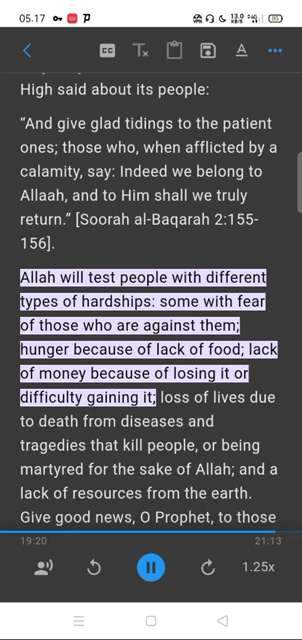 05.17
High said about its people:
“And give glad tidings to the patient
ones; those who, when afflicted by a
calamity, say: Indeed we belong to
Allaah, and to Him shall we truly
return.” [Soorah al-Baqarah 2:155-
156].
Allah will test people with different
types of hardships: some with fear
of those who are against them;
hunger because of lack of food; lack
of money because of losing it or
difficulty gaining it; loss of lives due
to death from diseases and
tragedies that kill people, or being
martyred for the sake of Allah; and a
lack of resources from the earth.
Give good news, O Prophet, to those
19:20
21:13
1.25x